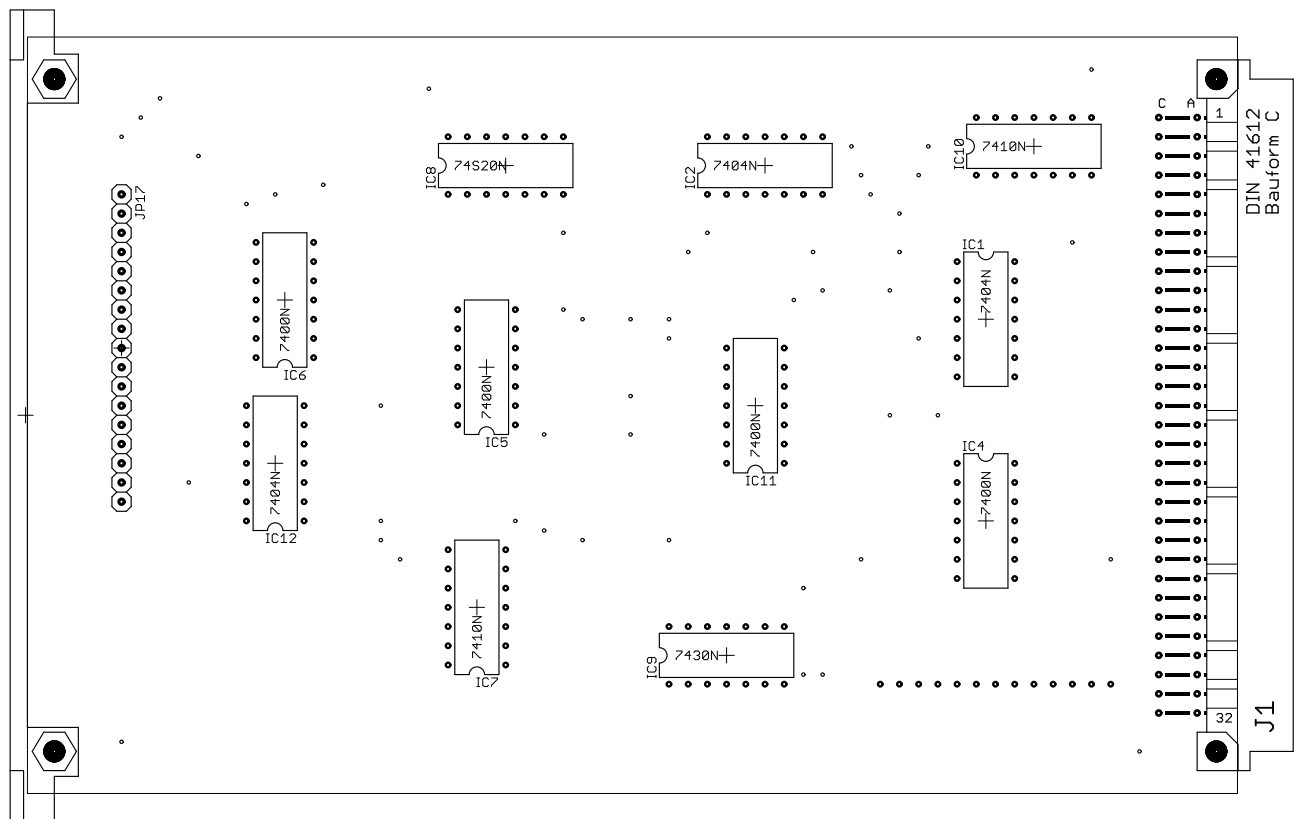 C A
1
DIN 41612
Bauform C
IC10
7410N
IC8
74S20N
IC2
7404N
JP17
IC1
7404N
7400N
IC6
7400N
IC5
7400N
IC11
IC4
7400N
7404N
IC12
7410N
IC7
IC9
7430N
32
J1